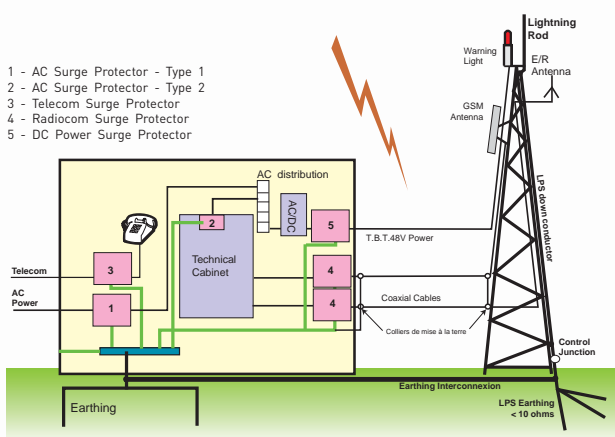 Lightning
Rod
Warning
Light
E/R
Antenna
1 - AC Surge Protector - Type 1
2 - AC Surge Protector - Type 2
3 - Telecom Surge Protector
4 - Radiocom Surge Protector
5 - DC Power Surge Protector
GSM
Antenna
AC distribution
AC/DC
2
5
LPS down conductor
T.B.T.48V Power
Technical
Cabinet
Telecom
3
4
AC
Power
1
4
Coaxial Cables
Colliers de mise à la terre
Control
Junction
Earthing Interconnexion
Earthing
LPS Earthing
< 10 ohms